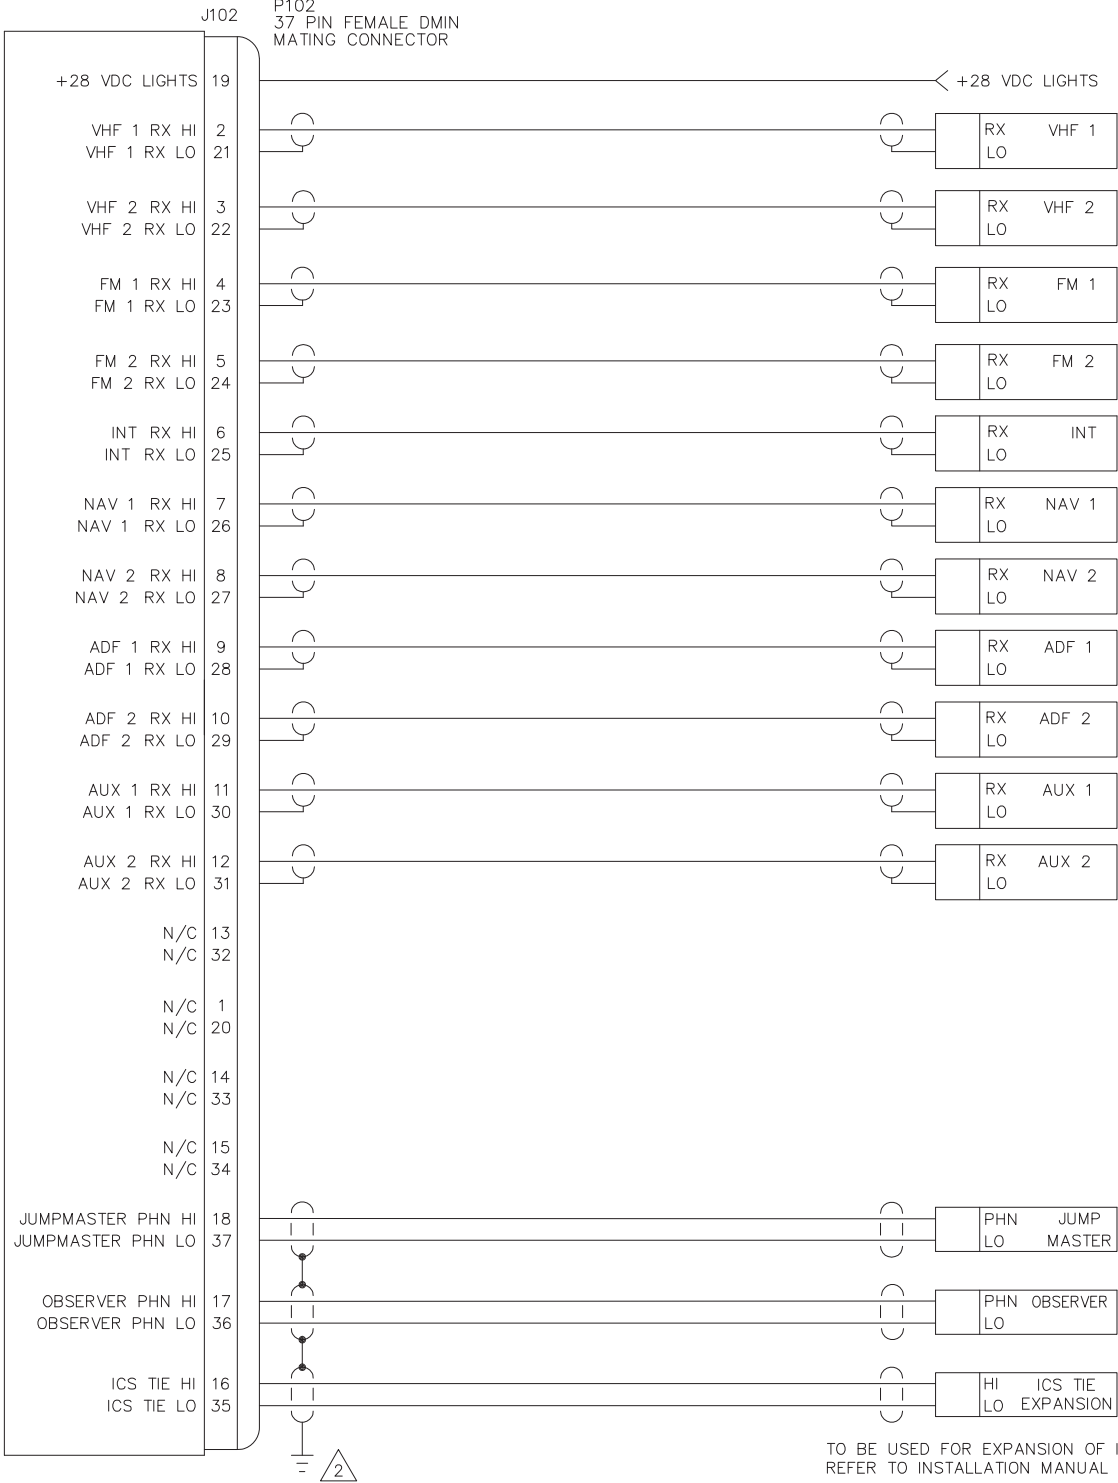 J102
P102
37 PIN FEMALE DMIN
MATING CONNECTOR
+28 VDC LIGHTS 19 +28 VDC LIGHTS
VHF 1 RX HI 2 RX VHF 1
VHF 1 RX LO 21 LO
VHF 2 RX HI 3 RX VHF 2
VHF 2 RX LO 22 LO
FM 1 RX HI 4 RX FM 1
FM 1 RX LO 23 LO
FM 2 RX HI 5 RX FM 2
FM 2 RX LO 24 LO
INT RX HI 6 RX INT
INT RX LO 25 LO
NAV 1 RX HI 7 RX NAV 1
NAV 1 RX LO 26 LO
NAV 2 RX HI 8 RX NAV 2
NAV 2 RX LO 27 LO
ADF 1 RX HI 9 RX ADF 1
ADF 1 RX LO 28 LO
ADF 2 RX HI 10 RX ADF 2
ADF 2 RX LO 29 LO
AUX 1 RX HI 11 RX AUX 1
AUX 1 RX LO 30 LO
AUX 2 RX HI 12 RX AUX 2
AUX 2 RX LO 31 LO
N/C 13
N/C 32
N/C 1
N/C 20
N/C 14
N/C 33
N/C 15
N/C 34
JUMPMASTER PHN HI 18 PHN JUMP
JUMPMASTER PHN LO 37 LO MASTER
OBSERVER PHN HI 17 PHN OBSERVER
OBSERVER PHN LO 36 LO
ICS TIE HI 16 HI ICS TIE
ICS TIE LO 35 LO EXPANSION
2
TO BE USED FOR EXPANSION OF
REFER TO INSTALLATION MANUAL